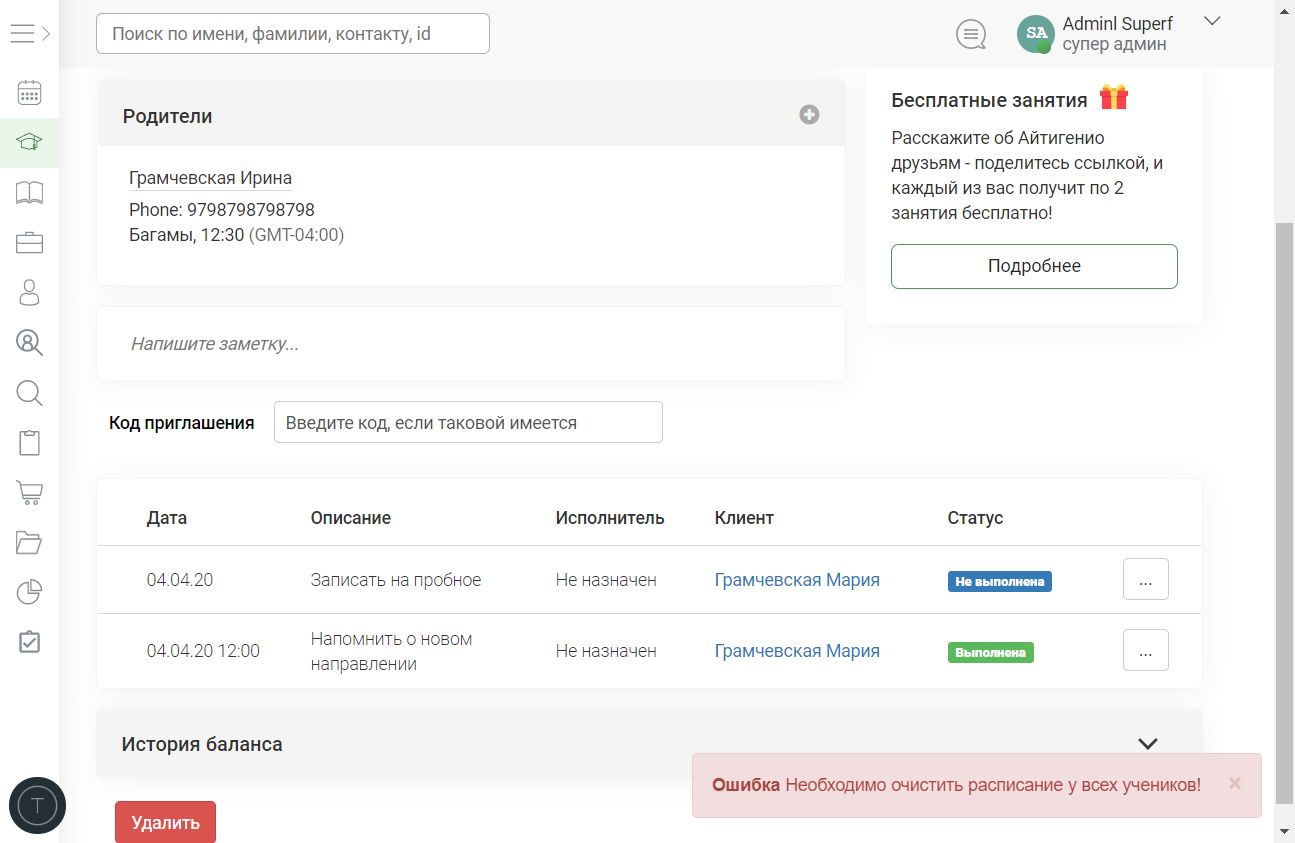 Поиск по имени, фамилии, контакту, id
SA
Adminl Superf
супер админ
Родители
Грамчевская Ирина
Phone: 9798798798798
Багамы, 12:30 (GMT-04:00)
Бесплатные занятия
Расскажите об Айтигенио
друзьям - поделитесь ссылкой, и
каждый из вас получит по 2
занятия бесплатно!
Подробнее
Напишите заметку...
Код приглашения Введите код, если таковой имеется
Дата Описание Исполнитель Клиент Статус
04.04.20 Записать на пробное Не назначен Грамчевская Мария Не выполнена ...
04.04.20 12:00 Напомнить о новом
направлении Не назначен Грамчевская Мария Выполнена ...
История баланса
Ошибка Необходимо очистить расписание у всех учеников! ×
T
Удалить